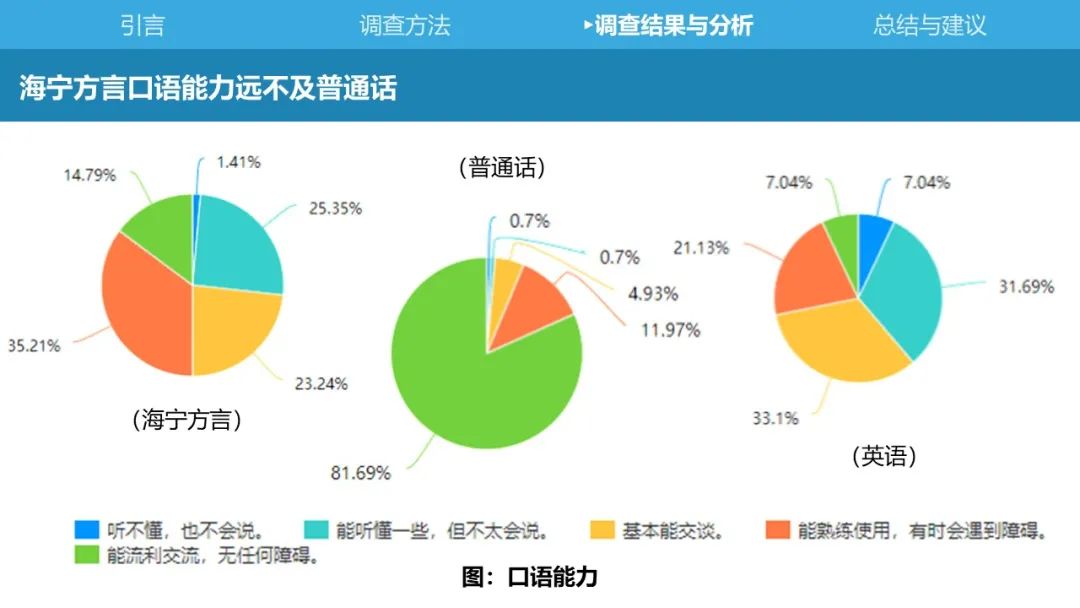 引言
调查方法
▸调查结果与分析
总结与建议
海宁方言口语能力远不及普通话
1.41%
14.79%
25.35%
35.21%
23.24%
（海宁方言）
（普通话）
0.7%
0.7%
4.93%
11.97%
81.69%
7.04%
7.04%
21.13%
31.69%
33.1%
（英语）
听不懂，也不会说。
能听懂一些，但不太会说。
基本能交谈。
能熟练使用，有时会遇到障碍。
能流利交流，无任何障碍。
图：口语能力